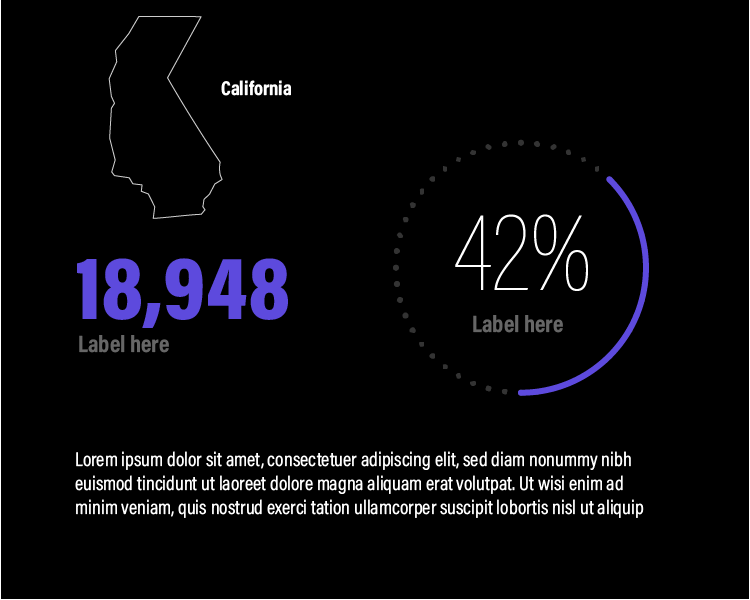 California
18,948
Label here
42%
Label here
Lorem ipsum dolor sit amet, consectetuer adipiscing elit, sed diam nonummy nibh
euismod tincidunt ut laoreet dolore magna aliquam erat volutpat. Ut wisi enim ad
minim veniam, quis nostrud exerci tation ullamcorper suscipit lobortis nisl ut aliquip